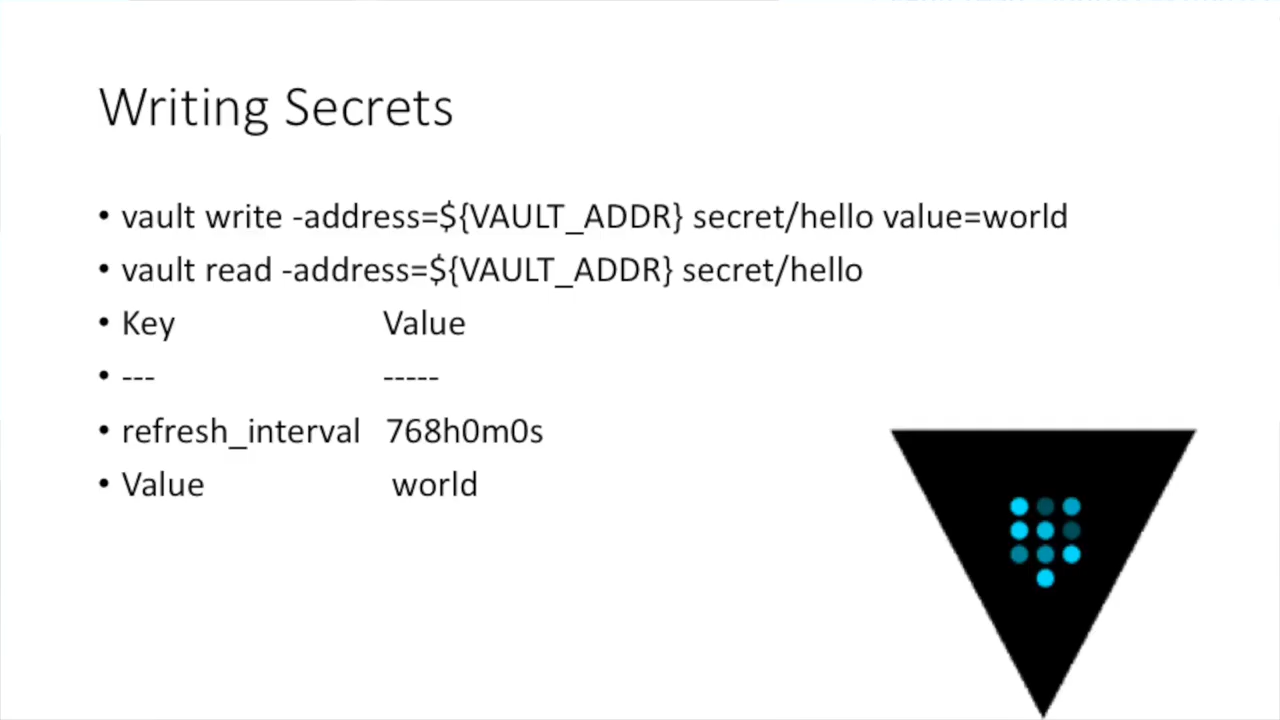 Writing Secrets
• vault write -address=${VAULT_ADDR} secret/hello value=world
• vault read -address=${VAULT_ADDR} secret/hello
• Key Value
• --- -----
• refresh_interval 768h0m0s
• Value world